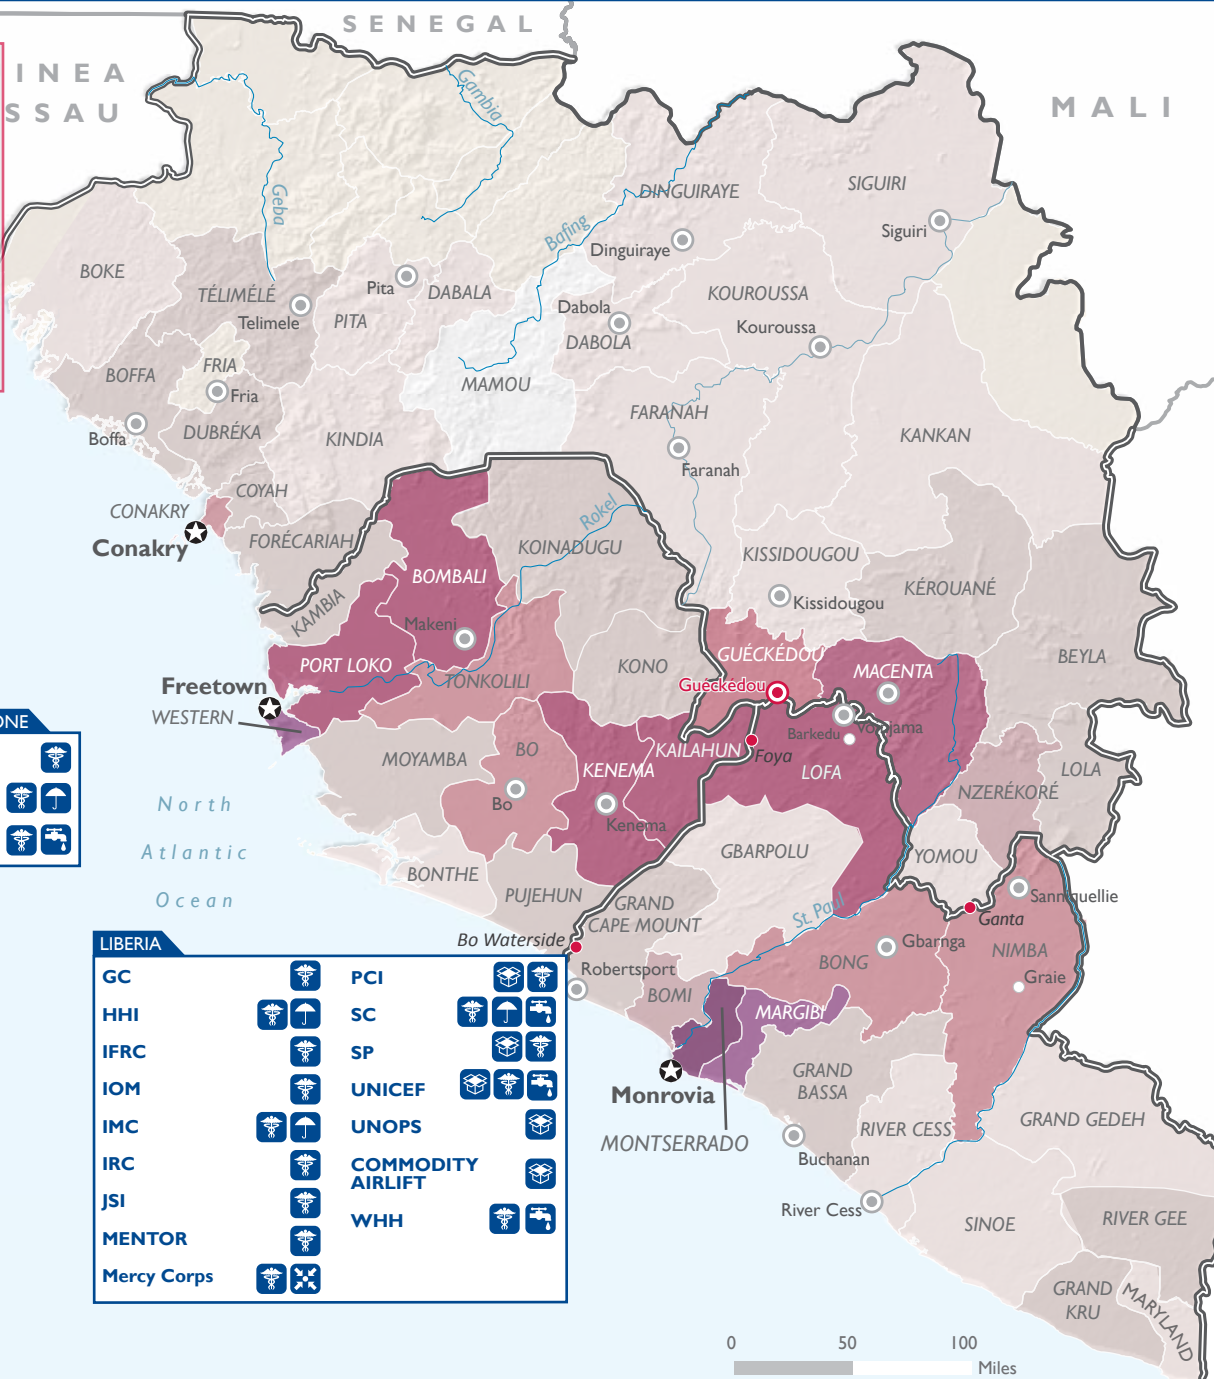 SENEGAL
INEA
SSAU
MALI
Gambia
Geba
Bafing
DINGUIRAYE
SIGUIRI
Siguiri
Dinguiraye
BOKE
TÉLIMÉLÉ
Telimele
Pita
PITA
DABALA
Dabola
DABOLA
KOUROUSSA
Kouroussa
FRIA
Fria
BOFFA
Boffa
DUBRÉKA
KINDIA
MAMOU
FARANAH
Faranah
KANKAN
COYAH
CONAKRY
Conakry
FORÉCARIAH
Rokel
KOINADUGU
KISSIDOUGOU
Kissidougou
KÉROUANÉ
BOMBALI
KAMBIA
Makeni
PORT LOKO
TONKOLILI
KONO
GUÉCKÉDOU
Guéckédou
MACENTA
BEYLA
Freetown
WESTERN
MOYAMBA
BO
Bo
KENEMA
Kenema
KAILAHUN
Foya
Barkedu
Voinjama
LOFA
NZERÉKORÉ
LOLA
ONE
North
Atlantic
Ocean
BONTHE
PUJEHUN
GBARPOLU
YOMOU
GRAND
CAPE MOUNT
St. Paul
Sanniquellie
Ganta
Bo Waterside
Robertsport
BOMI
BONG
Gbarnga
NIMBA
Graie
MARGIBI
Monrovia
MONTSERRADO
GRAND
BASSA
RIVER CESS
Buchanan
River Cess
GRAND GEDEH
SINOE
RIVER GEE
GRAND
KRU
MARYLAND
LIBERIA
GC
HHI
IFRC
IOM
IMC
IRC
JSI
MENTOR
Mercy Corps
PCI
SC
SP
UNICEF
UNOPS
COMMODITY
AIRLIFT
WHH
0 50 100
Miles